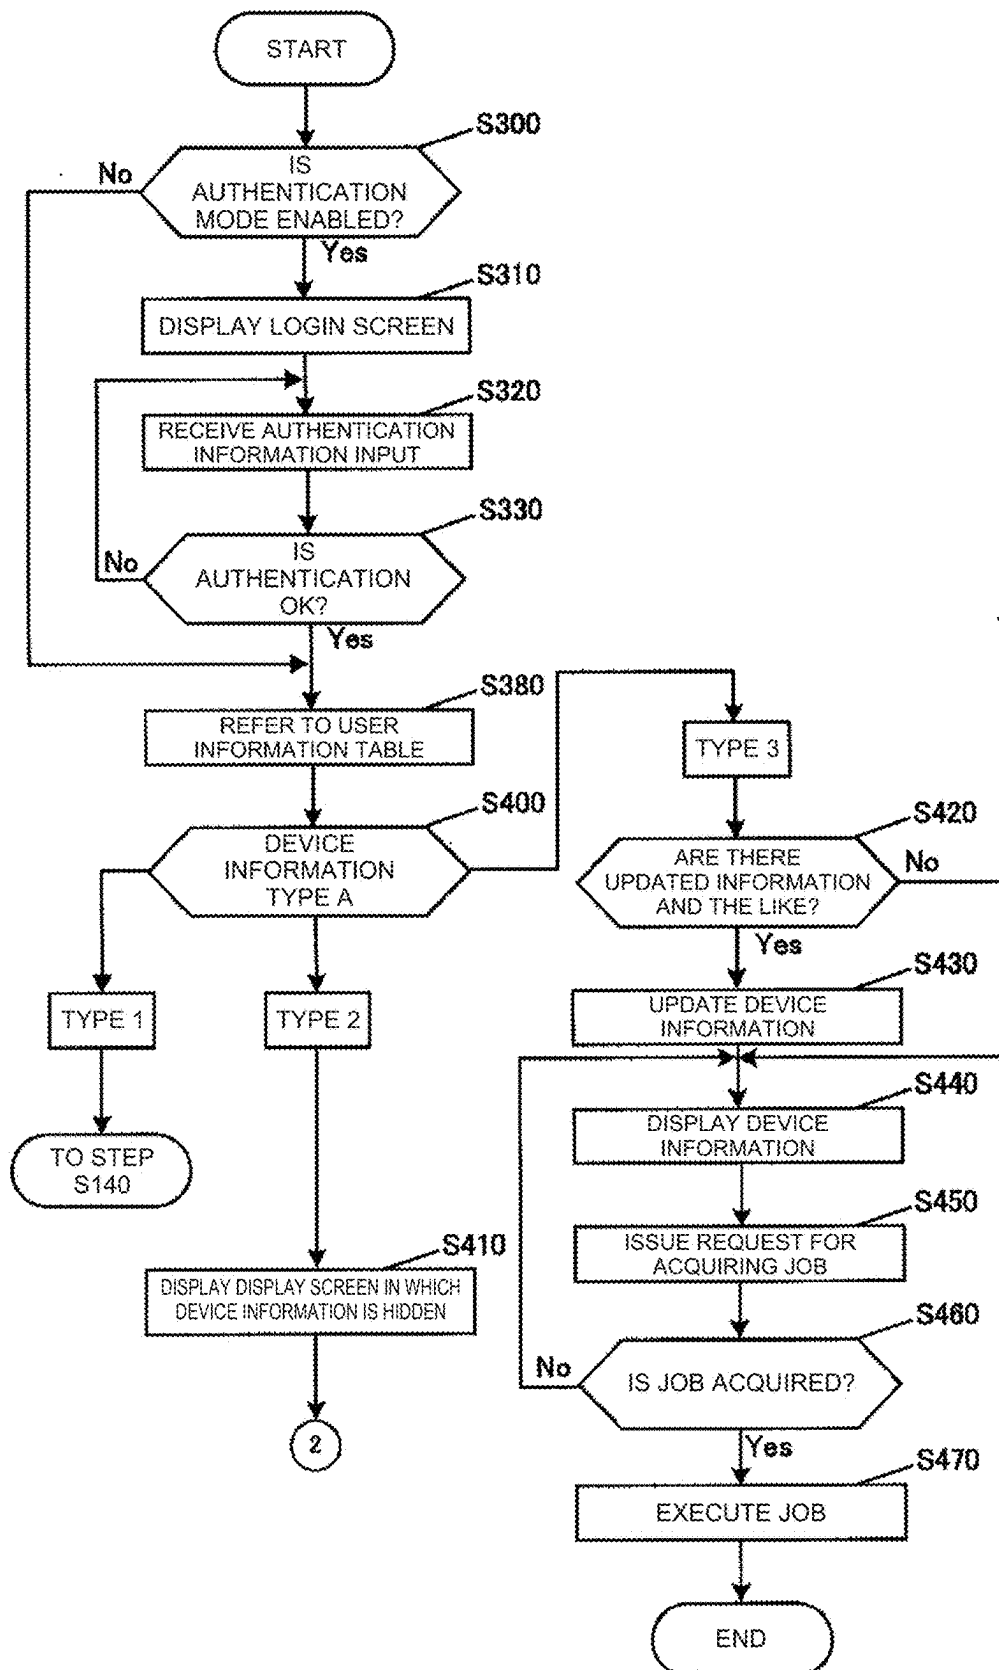 START
S300
No
IS
AUTHENTICATION
MODE ENABLED?
Yes
S310
DISPLAY LOGIN SCREEN
S320
RECEIVE AUTHENTICATION
INFORMATION INPUT
S330
No
IS
AUTHENTICATION
OK?
Yes
S380
REFER TO USER
INFORMATION TABLE
S400
DEVICE
INFORMATION
TYPE A
TYPE 1
TO STEP
S140
TYPE 2
S410
DISPLAY DISPLAY SCREEN IN WHICH
DEVICE INFORMATION IS HIDDEN
2
TYPE 3
S420
ARE THERE
UPDATED INFORMATION
AND THE LIKE?
No
Yes
S430
UPDATE DEVICE
INFORMATION
S440
DISPLAY DEVICE
INFORMATION
S450
ISSUE REQUEST FOR
ACQUIRING JOB
S460
No
IS JOB ACQUIRED?
Yes
S470
EXECUTE JOB
END